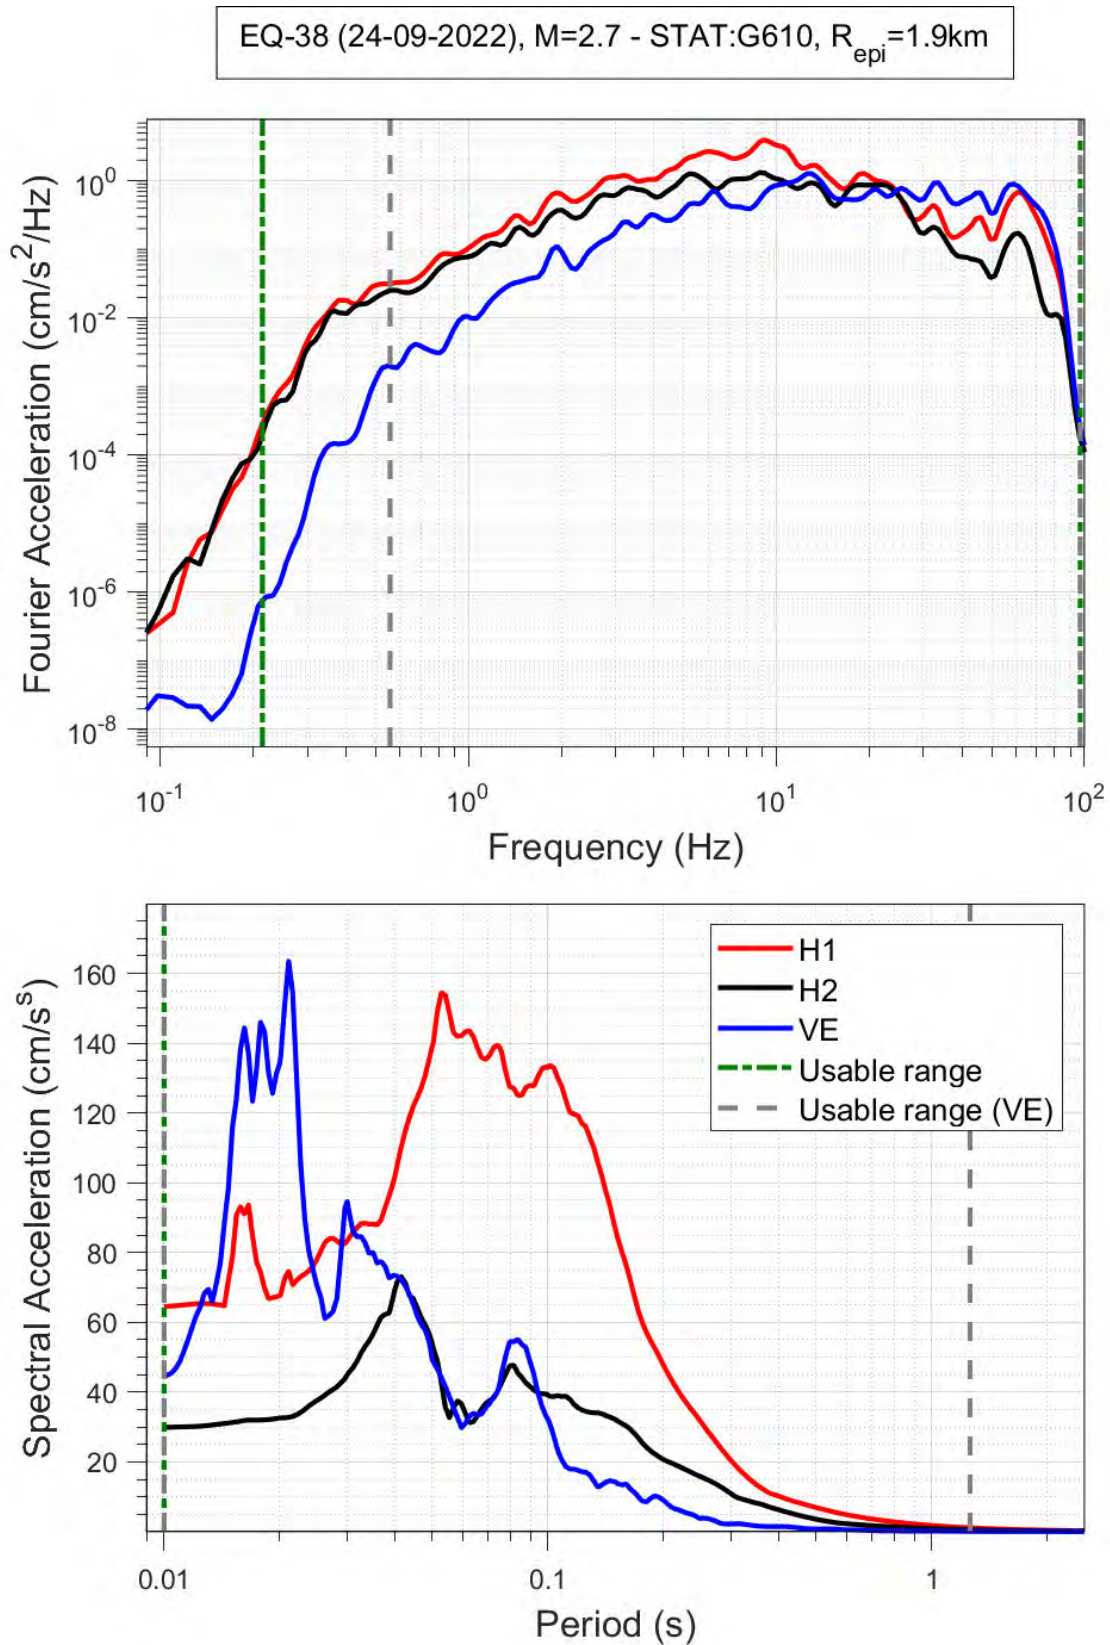 EQ-38 (24-09-2022), M=2.7 - STAT:G610, R_epi=1.9km
Fourier Acceleration (cm/s²/Hz)
10⁰
10⁻²
10⁻⁴
10⁻⁶
10⁻⁸
10⁻¹ 10⁰ 10¹ 10²
Frequency (Hz)
Spectral Acceleration (cm/sˢ)
160
140
120
100
80
60
40
20
H1
H2
VE
Usable range
Usable range (VE)
0.01 0.1 1
Period (s)